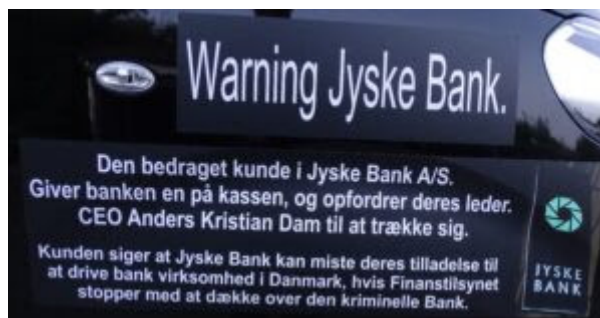 Warning Jyske Bank.
Den bedraget kunde i Jyske Bank A/S.
Giver banken en på kassen, og opfordrer deres leder.
CEO Anders Kristian Dam til at trække sig.
Kunden siger at Jyske Bank kan miste deres tilladelse til
at drive bank virksomhed i Danmark, hvis Finanstilsynet
stopper med at dække over den kriminelle Bank.
JYSKE
BANK